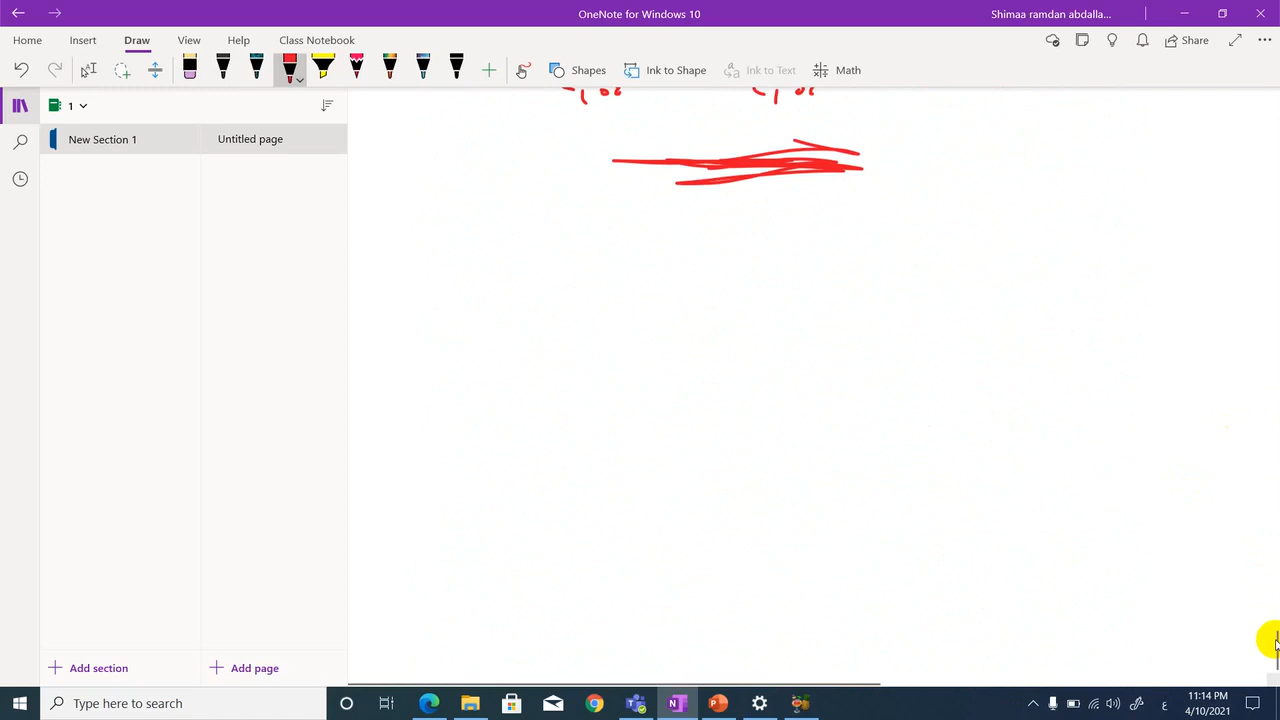 OneNote for Windows 10
Shimaa ramdan abdalla...
Home Insert Draw View Help Class Notebook
Share
Shapes Ink to Shape Ink to Text Math
1
New Section 1
Untitled page
Add section
Add page
Type here to search
N
P
ع
11:14 PM
4/10/2021